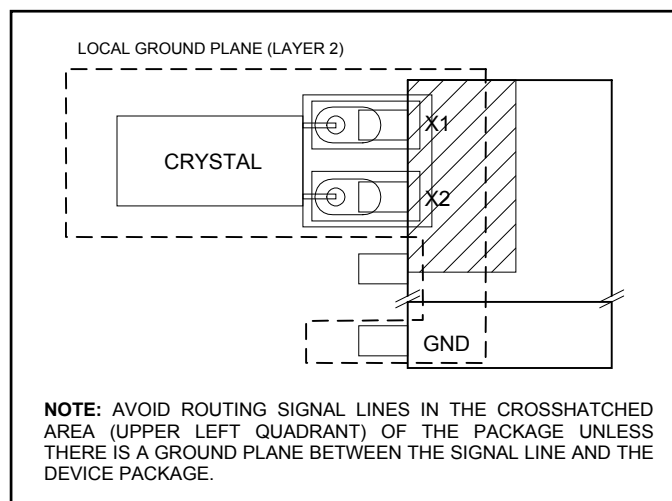 LOCAL GROUND PLANE (LAYER 2)
X1
CRYSTAL
X2
GND
NOTE: AVOID ROUTING SIGNAL LINES IN THE CROSSHATCHED
AREA (UPPER LEFT QUADRANT) OF THE PACKAGE UNLESS
THERE IS A GROUND PLANE BETWEEN THE SIGNAL LINE AND THE
DEVICE PACKAGE.